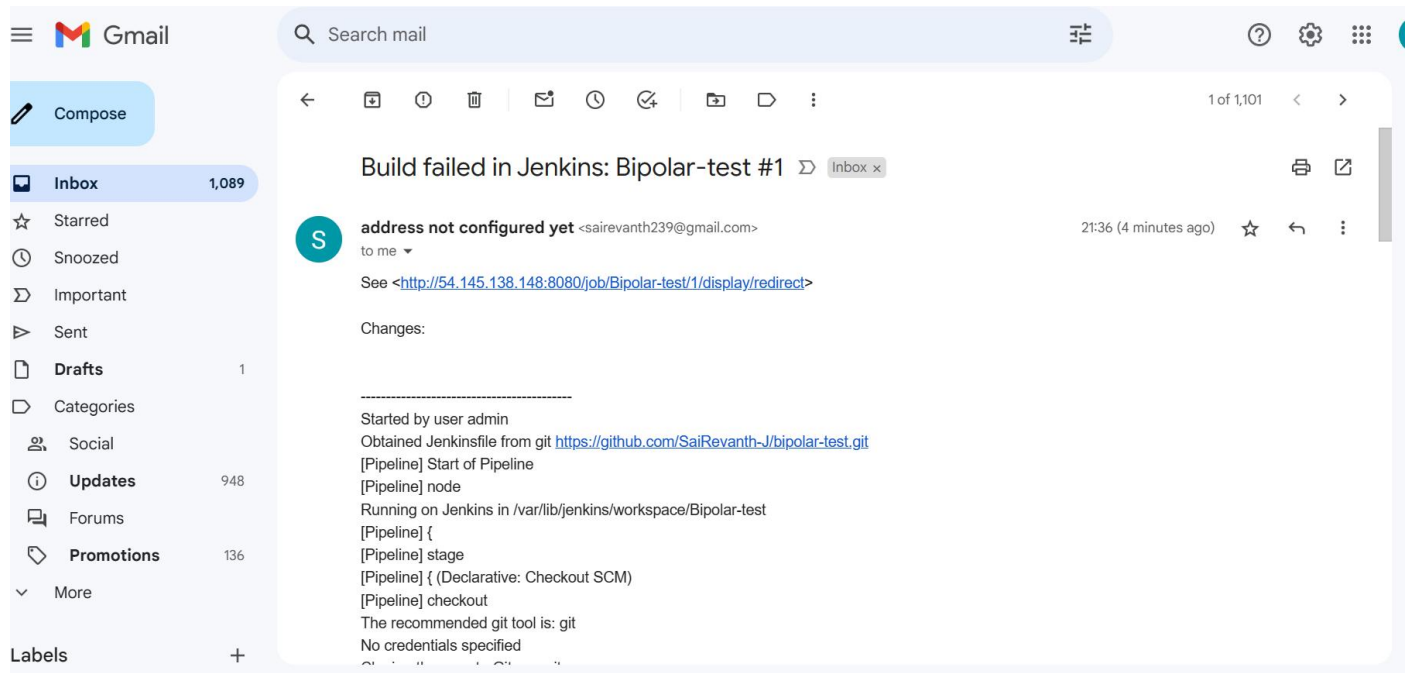 Gmail
Search mail
Compose
1 of 1,101
Inbox 1,089
Starred
Snoozed
Important
Sent
Drafts 1
Categories
Social
Updates 948
Forums
Promotions 136
More
Labels
Build failed in Jenkins: Bipolar-test #1 Inbox x
S
address not configured yet <sairevanth239@gmail.com> 21:36 (4 minutes ago)
to me
See <http://54.145.138.148:8080/job/Bipolar-test/1/display/redirect>
Changes:
------------------------------------------
Started by user admin
Obtained Jenkinsfile from git https://github.com/SaiRevanth-J/bipolar-test.git
[Pipeline] Start of Pipeline
[Pipeline] node
Running on Jenkins in /var/lib/jenkins/workspace/Bipolar-test
[Pipeline] {
[Pipeline] stage
[Pipeline] { (Declarative: Checkout SCM)
[Pipeline] checkout
The recommended git tool is: git
No credentials specified